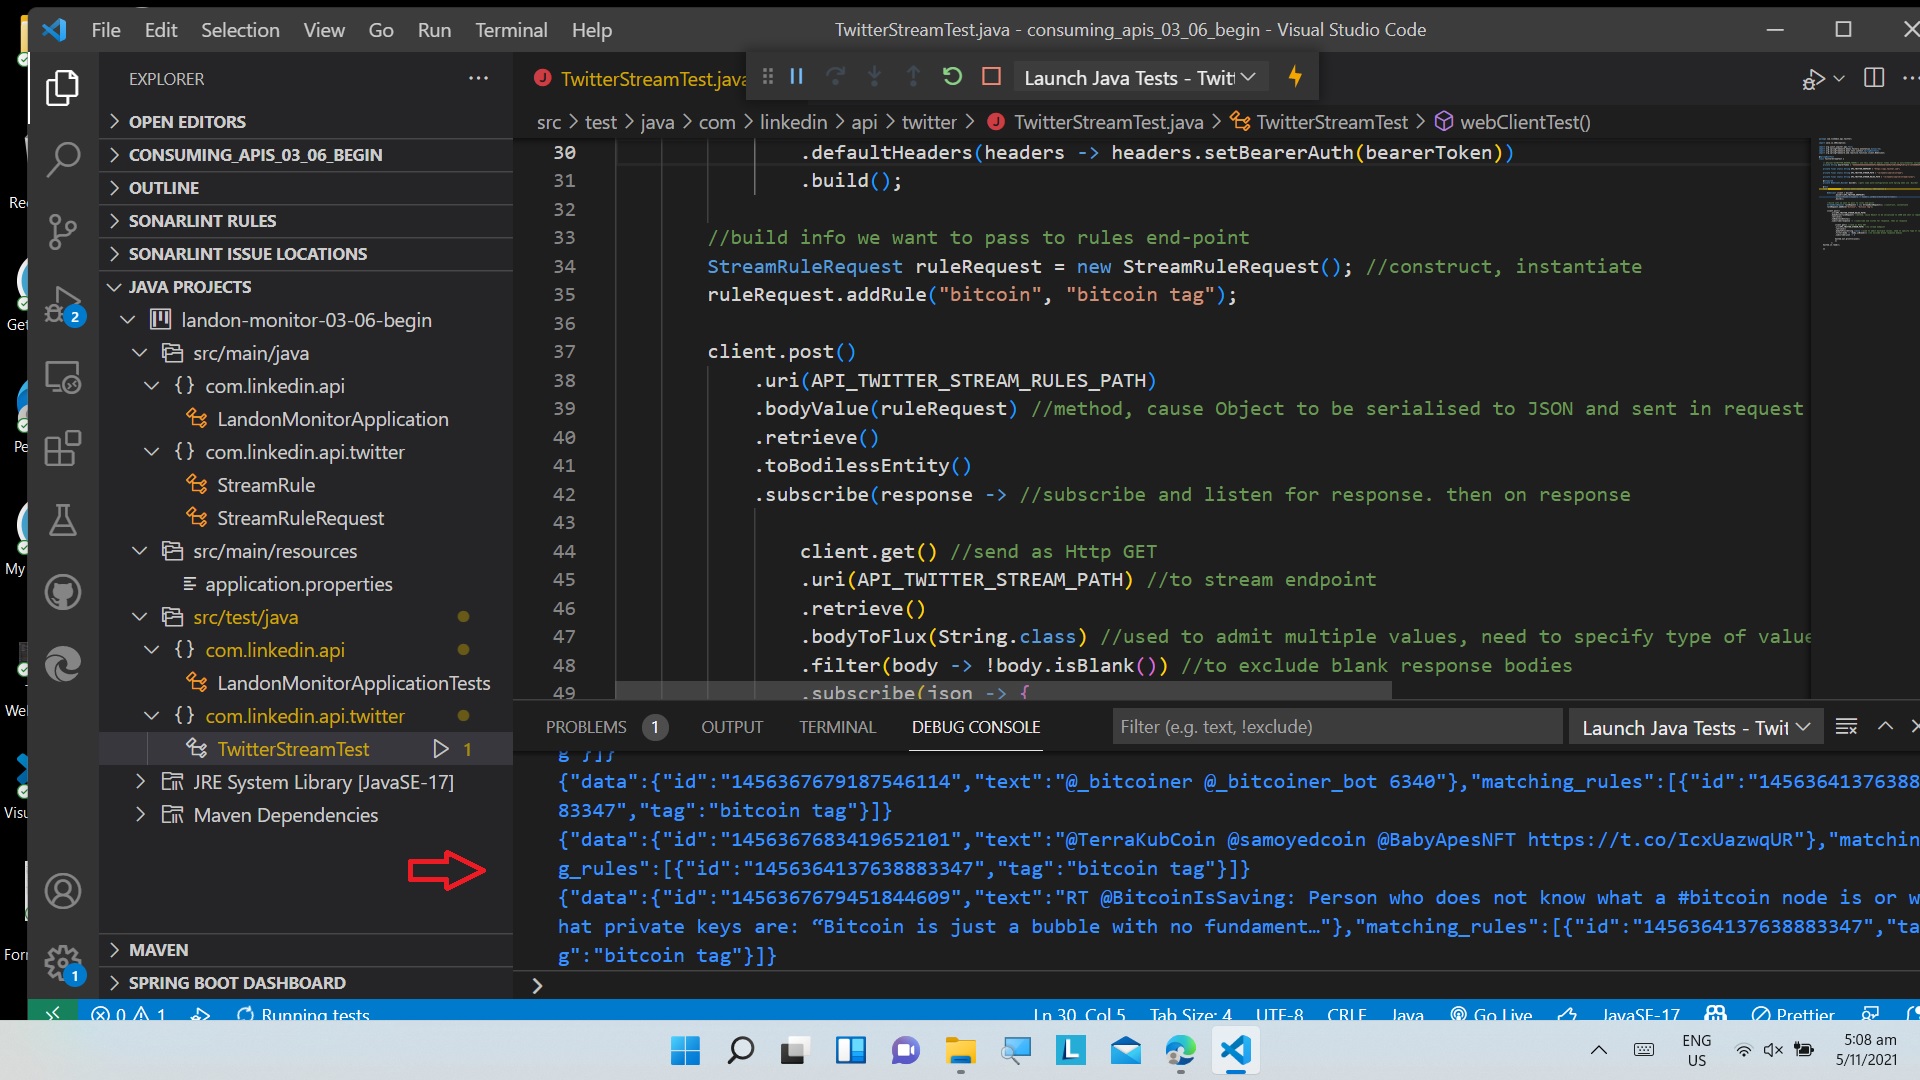 File Edit Selection View Go Run Terminal Help
TwitterStreamTest.java - consuming_apis_03_06_begin - Visual Studio Code
EXPLORER
OPEN EDITORS
CONSUMING_APIS_03_06_BEGIN
OUTLINE
SONARLINT RULES
SONARLINT ISSUE LOCATIONS
JAVA PROJECTS
landon-monitor-03-06-begin
src/main/java
{} com.linkedin.api
LandonMonitorApplication
{} com.linkedin.api.twitter
StreamRule
StreamRuleRequest
src/main/resources
application.properties
src/test/java
{} com.linkedin.api
LandonMonitorApplicationTests
{} com.linkedin.api.twitter
TwitterStreamTest 1
JRE System Library [JavaSE-17]
Maven Dependencies
MAVEN
SPRING BOOT DASHBOARD
2
1
TwitterStreamTest.java
Launch Java Tests - Twit
src > test > java > com > linkedin > api > twitter > TwitterStreamTest.java > TwitterStreamTest > webClientTest()
30 .defaultHeaders(headers -> headers.setBearerAuth(bearerToken))
31 .build();
32
33 //build info we want to pass to rules end-point
34 StreamRuleRequest ruleRequest = new StreamRuleRequest(); //construct, instantiate
35 ruleRequest.addRule("bitcoin", "bitcoin tag");
36
37 client.post()
38 .uri(API_TWITTER_STREAM_RULES_PATH)
39 .bodyValue(ruleRequest) //method, cause Object to be serialised to JSON and sent in request
40 .retrieve()
41 .toBodilessEntity()
42 .subscribe(response -> //subscribe and listen for response. then on response
43
44 client.get() //send as Http GET
45 .uri(API_TWITTER_STREAM_PATH) //to stream endpoint
46 .retrieve()
47 .bodyToFlux(String.class) //used to admit multiple values, need to specify type of value
48 .filter(body -> !body.isBlank()) //to exclude blank response bodies
49 .subscribe(json -> {
PROBLEMS 1 OUTPUT TERMINAL DEBUG CONSOLE
Filter (e.g. text, !exclude)
Launch Java Tests - Twit
g"}]}
{"data":{"id":"1456367679187546114","text":"@_bitcoiner @_bitcoiner_bot 6340"},"matching_rules":[{"id":"14563641376388
83347","tag":"bitcoin tag"}]}
{"data":{"id":"1456367683419652101","text":"@TerraKubCoin @samoyedcoin @BabyApesNFT https://t.co/IcxUazwqUR"},"matchin
g_rules":[{"id":"1456364137638883347","tag":"bitcoin tag"}]}
{"data":{"id":"1456367679451844609","text":"RT @BitcoinIsSaving: Person who does not know what a #bitcoin node is or w
hat private keys are: “Bitcoin is just a bubble with no fundament…"},"matching_rules":[{"id":"1456364137638883347","ta
g":"bitcoin tag"}]}
>
0 1 Running tests
Ln 30, Col 5 Tab Size: 4 UTF-8 CRLF Java Go Live JavaSE-17 Prettier
ENG
US
5:08 am
5/11/2021